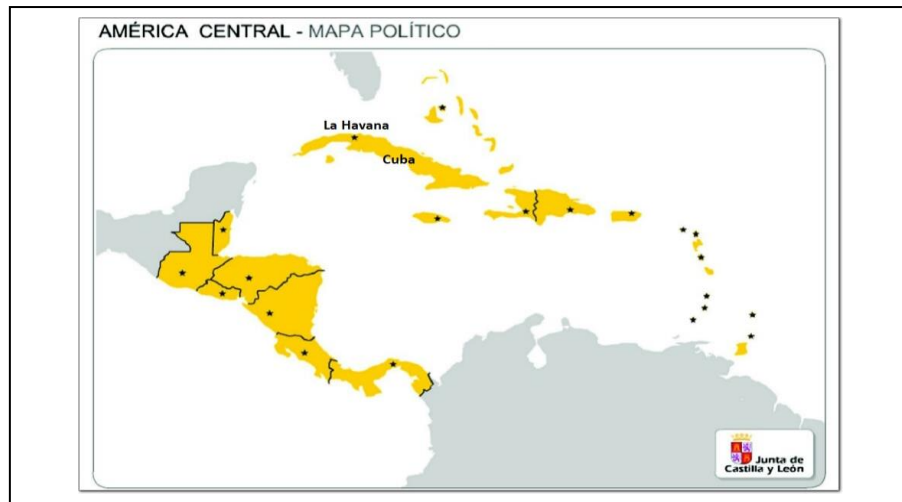 AMÉRICA CENTRAL - MAPA POLÍTICO
La Havana
Cuba
Junta de
Castilla y León